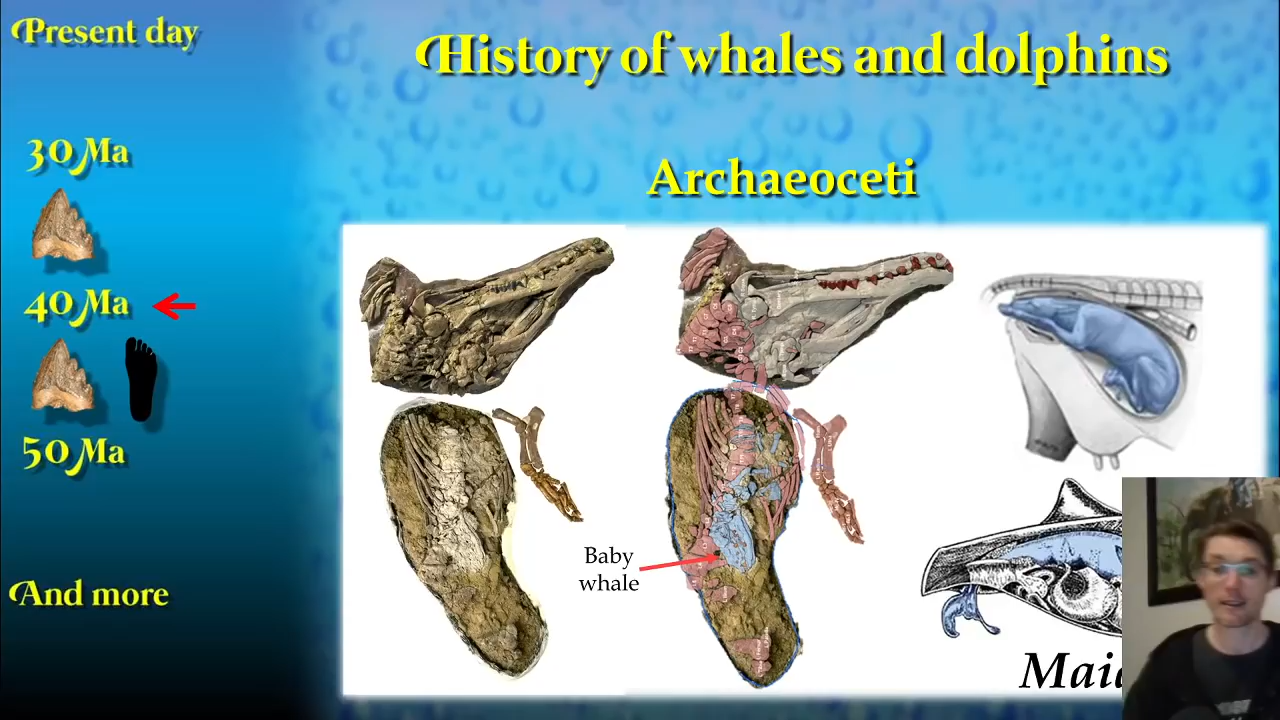 Present day
History of whales and dolphins
30 Ma
Archaeoceti
40 Ma
50 Ma
Baby
whale
And more